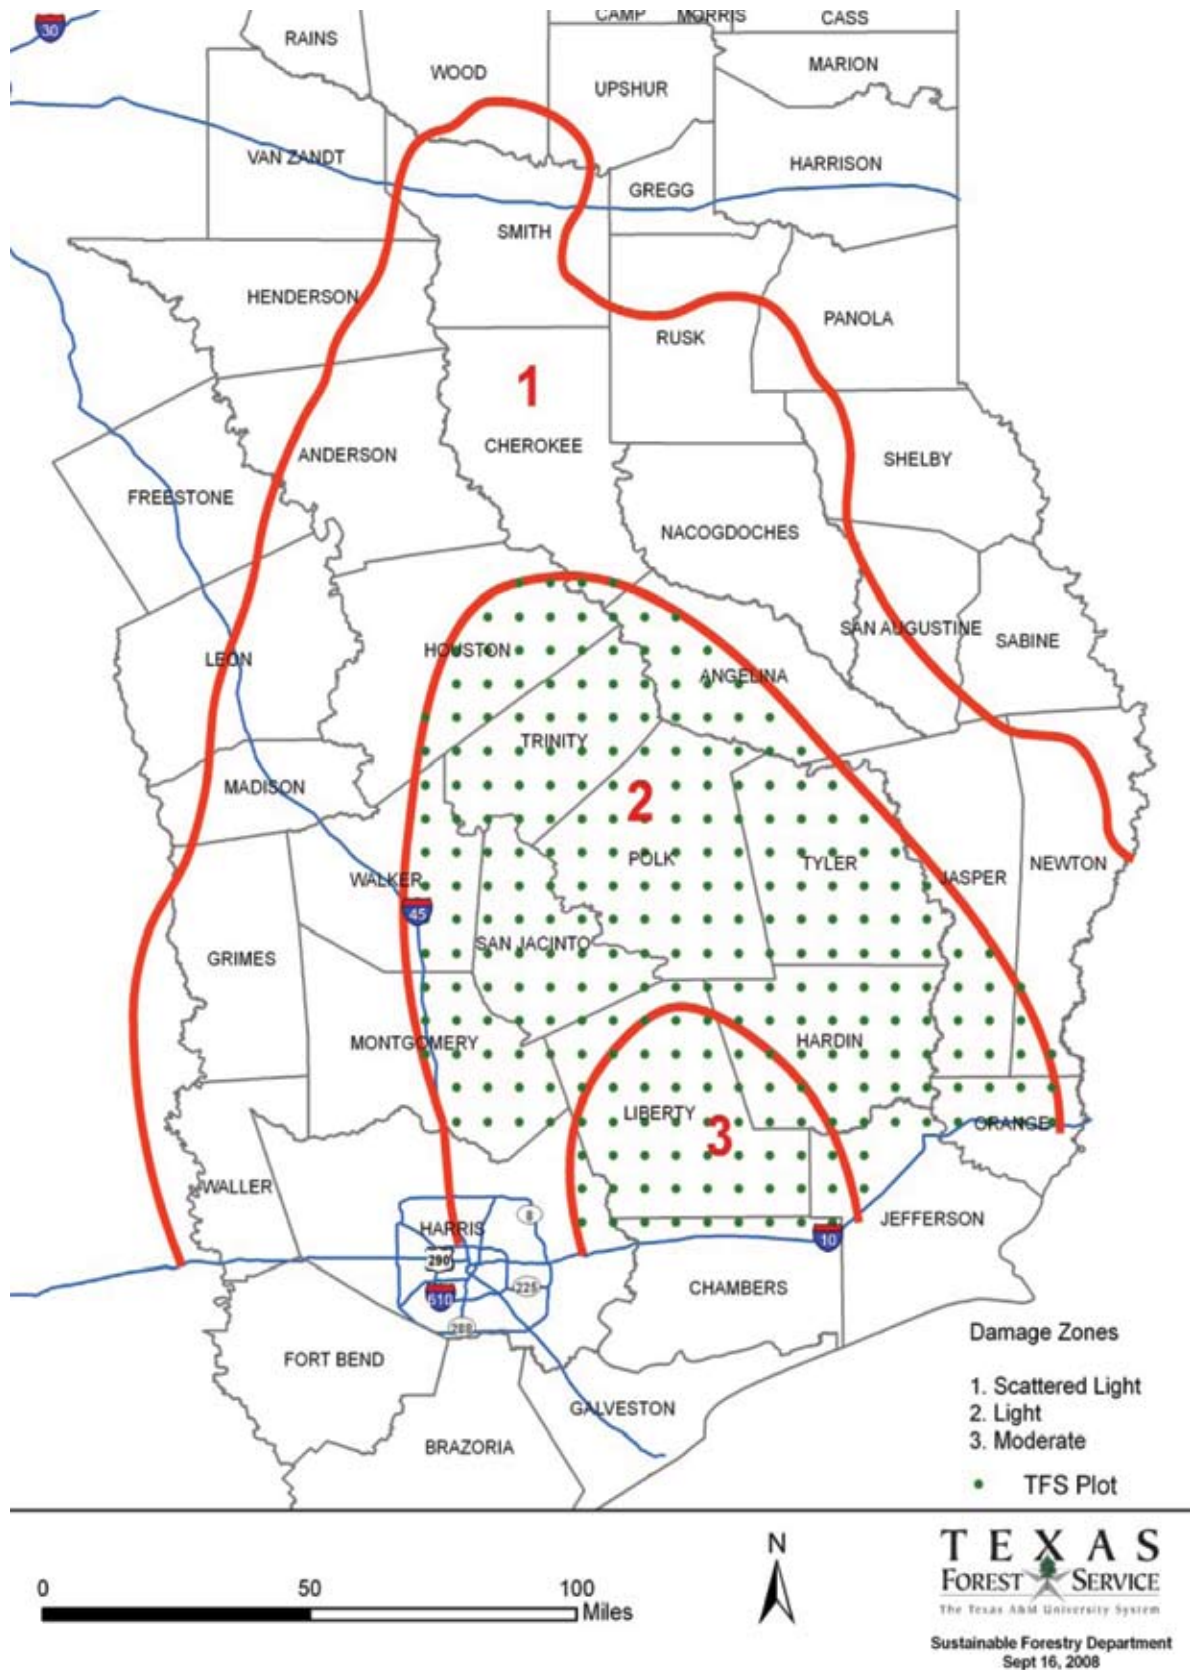 30
RAINS
WOOD
CAMP
MORRIS
CASS
UPSHUR
MARION
VAN ZANDT
HARRISON
GREGG
SMITH
HENDERSON
PANOLA
RUSK
1
CHEROKEE
ANDERSON
SHELBY
FREESTONE
NACOGDOCHES
SAN AUGUSTINE
SABINE
HOUSTON
LEON
ANGELINA
TRINITY
MADISON
2
POLK
TYLER
NEWTON
JASPER
WALKER
45
SAN JACINTO
GRIMES
MONTGOMERY
HARDIN
LIBERTY
3
ORANGE
WALLER
HARRIS
8
JEFFERSON
10
290
225
610
CHAMBERS
288
FORT BEND
GALVESTON
BRAZORIA
Damage Zones
1. Scattered Light
2. Light
3. Moderate
TFS Plot
0 50 100
Miles
N
TEXAS
FOREST SERVICE
The Texas A&M University System
Sustainable Forestry Department
Sept 16, 2008